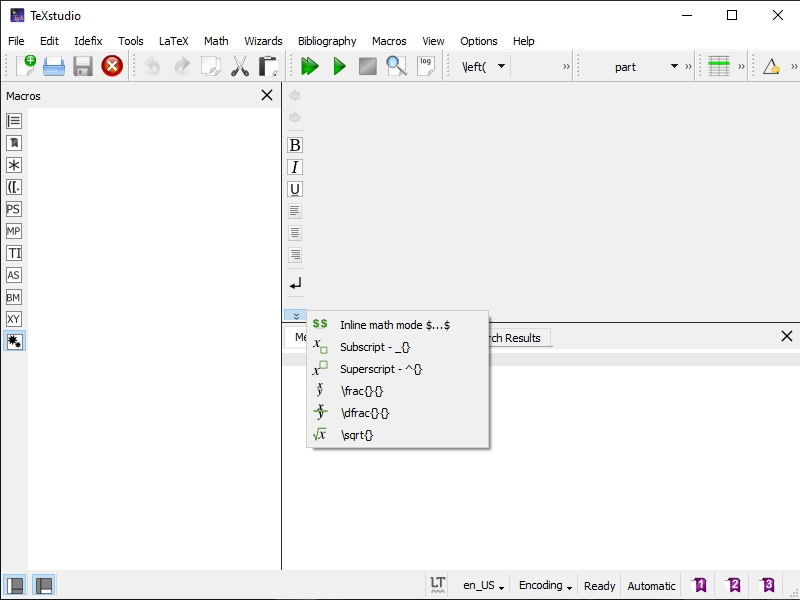 TeXstudio
File Edit Idefix Tools LaTeX Math Wizards Bibliography Macros View Options Help
log \left( part
Macros
B
I
U
([.
PS
MP
TI
AS
BM
XY
$$ Inline math mode $...$
Subscript - _{}
Superscript - ^{}
\frac{}{}
\dfrac{}{}
\sqrt{}
Me
rch Results
LT en_US Encoding Ready Automatic 1 2 3